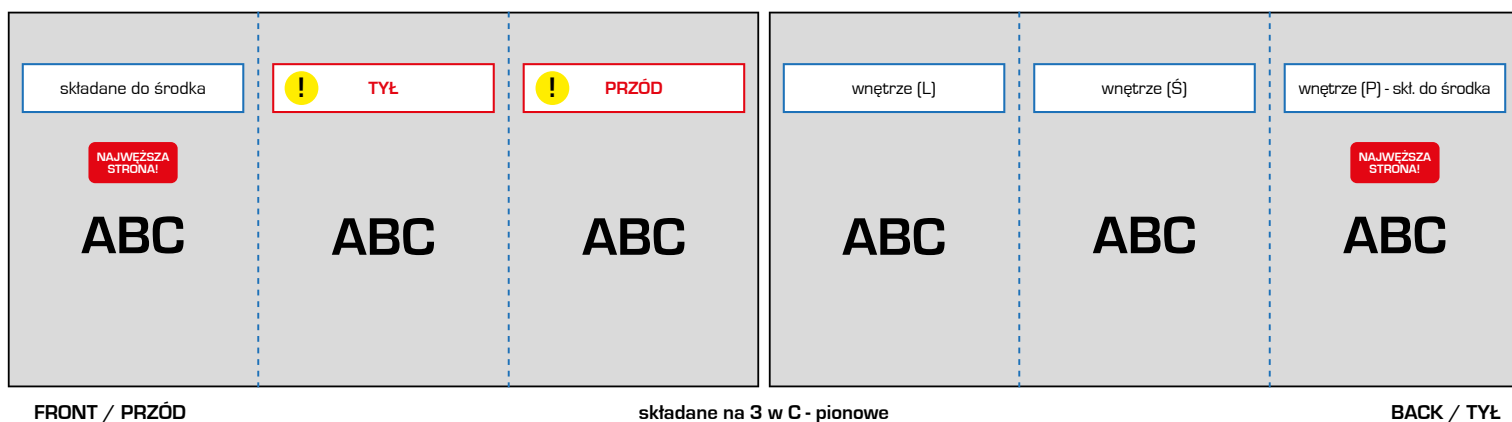 składane do środka
! TYŁ
! PRZÓD
wnętrze (L)
wnętrze (Ś)
wnętrze (P) - skł. do środka
NAJWĘŻSZA
STRONA!
NAJWĘŻSZA
STRONA!
ABC
ABC
ABC
ABC
ABC
ABC
FRONT / PRZÓD
składane na 3 w C - pionowe
BACK / TYŁ